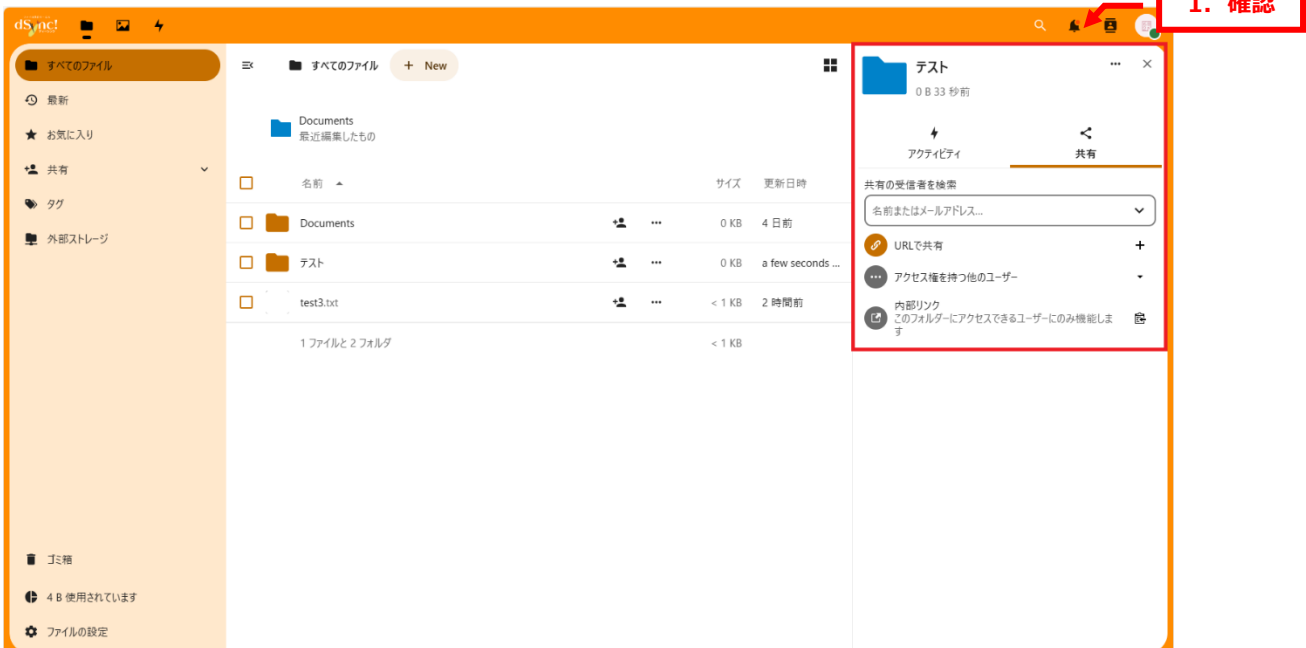 1. 確認
dSync!
すべてのファイル
最新
お気に入り
共有
タグ
外部ストレージ
ゴミ箱
4 B 使用されています
ファイルの設定
すべてのファイル
+ New
Documents
最近編集したもの
名前
サイズ
更新日時
Documents
0 KB
4 日前
テスト
0 KB
a few seconds ...
test3.txt
< 1 KB
2 時間前
1 ファイルと 2 フォルダ
< 1 KB
テスト
0 B 33 秒前
アクティビティ
共有
共有の受信者を検索
名前またはメールアドレス...
URLで共有
アクセス権を持つ他のユーザー
内部リンク
このフォルダーにアクセスできるユーザーにのみ機能しま
す